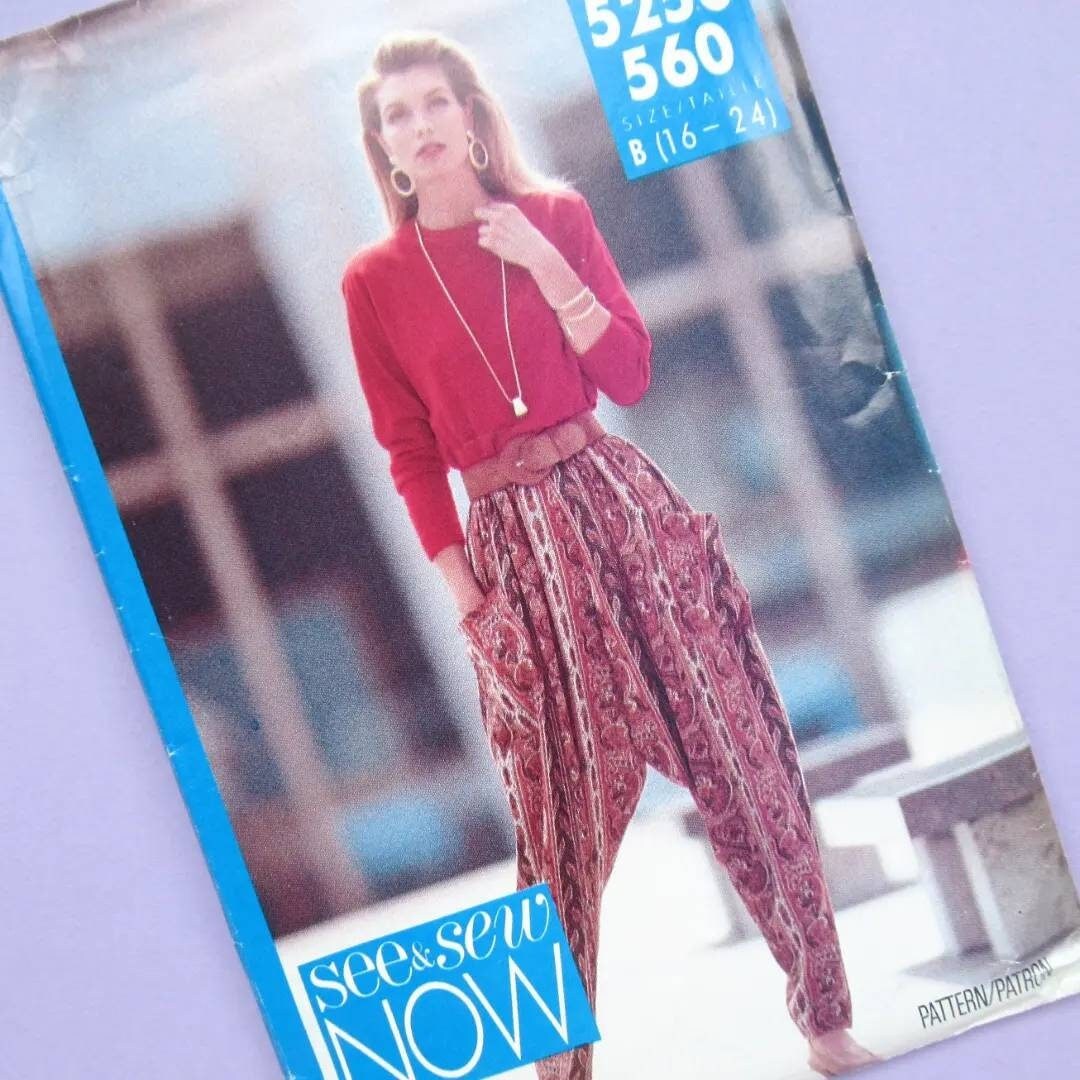 560
SIZE/TAILLE
B (16-24)
see & sew
NOW
PATTERN/PATRON